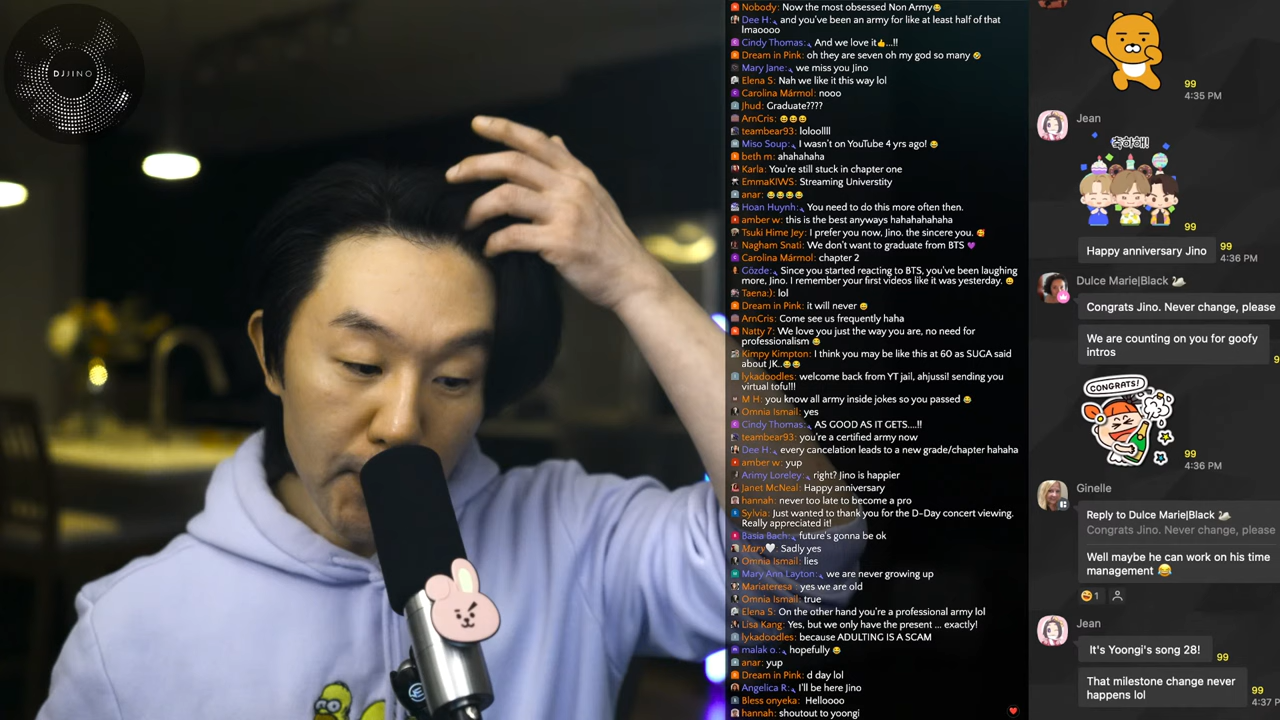 DJJINO
Nobody: Now the most obsessed Non Army😂
Dee H: and you've been an army for like at least half of that
lmaoooo
Cindy Thomas: And we love it👍...!!
Dream in Pink: oh they are seven oh my god so many 🤣
Mary Jane: we miss you Jino
Elena S: Nah we like it this way lol
Carolina Mármol: nooo
Jhud: Graduate????
ArnCris: 😄😄😄
teambear93: loloollll
Miso Soup: I wasn't on YouTube 4 yrs ago! 😂
beth m: ahahahaha
Karla: You're still stuck in chapter one
EmmaKIWS: Streaming Universtity
anar: 😂😂😂😂
Hoan Huynh: You need to do this more often then.
amber w: this is the best anyways hahahahahaha
Tsuki Hime Jey: I prefer you now, Jino. the sincere you. 🥰
Nagham Snati: We don't want to graduate from BTS 💜
Carolina Mármol: chapter 2
Gözde: Since you started reacting to BTS, you've been laughing
more, Jino. I remember your first videos like it was yesterday. 😄
Taena:): lol
Dream in Pink: it will never 😅
ArnCris: Come see us frequently haha
Natty 7: We love you just the way you are, no need for
professionalism 😂
Kimpy Kimpton: I think you may be like this at 60 as SUGA said
about JK..😂😂
lykadoodles: welcome back from YT jail, ahjussi! sending you
virtual tofu!!!
M H: you know all army inside jokes so you passed 😂
Omnia Ismail: yes
Cindy Thomas: AS GOOD AS IT GETS....!!
teambear93: you're a certified army now
Dee H: every cancelation leads to a new grade/chapter hahaha
amber w: yup
Arimy Loreley: right? Jino is happier
Janet McNeal: Happy anniversary
hannah: never too late to become a pro
Sylvia: Just wanted to thank you for the D-Day concert viewing.
Really appreciated it!
Basia Bach: future's gonna be ok
Mary🤍: Sadly yes
Omnia Ismail: lies
Mary Ann Layton: we are never growing up
Mariateresa: yes we are old
Omnia Ismail: true
Elena S: On the other hand you're a professional army lol
Lisa Kang: Yes, but we only have the present ... exactly!
lykadoodles: because ADULTING IS A SCAM
malak o.: hopefully 😂
anar: yup
Dream in Pink: d day lol
Angelica R: I'll be here Jino
Bless onyeka: Helloooo
hannah: shoutout to yoongi
99
4:35 PM
Jean
축하해!
99
Happy anniversary Jino
99
4:36 PM
Dulce Marie|Black 🦢
Congrats Jino. Never change, please
We are counting on you for goofy
intros
9
CONGRATS!
99
4:36 PM
Ginelle
Reply to Dulce Marie|Black 🦢
Congrats Jino. Never change, please
Well maybe he can work on his time
management 😂
1
Jean
It's Yoongi's song 28!
99
That milestone change never
happens lol
99
4:37 P